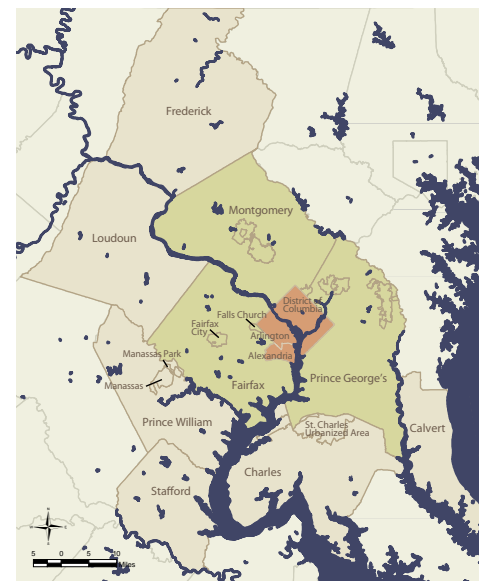 Frederick
Montgomery
Loudoun
District of
Columbia
Falls Church
Fairfax
City
Arlington
Manassas Park
Alexandria
Manassas
Fairfax
Prince George's
Prince William
St. Charles
Urbanized Area
Calvert
Charles
Stafford
5 0 5 10
Miles